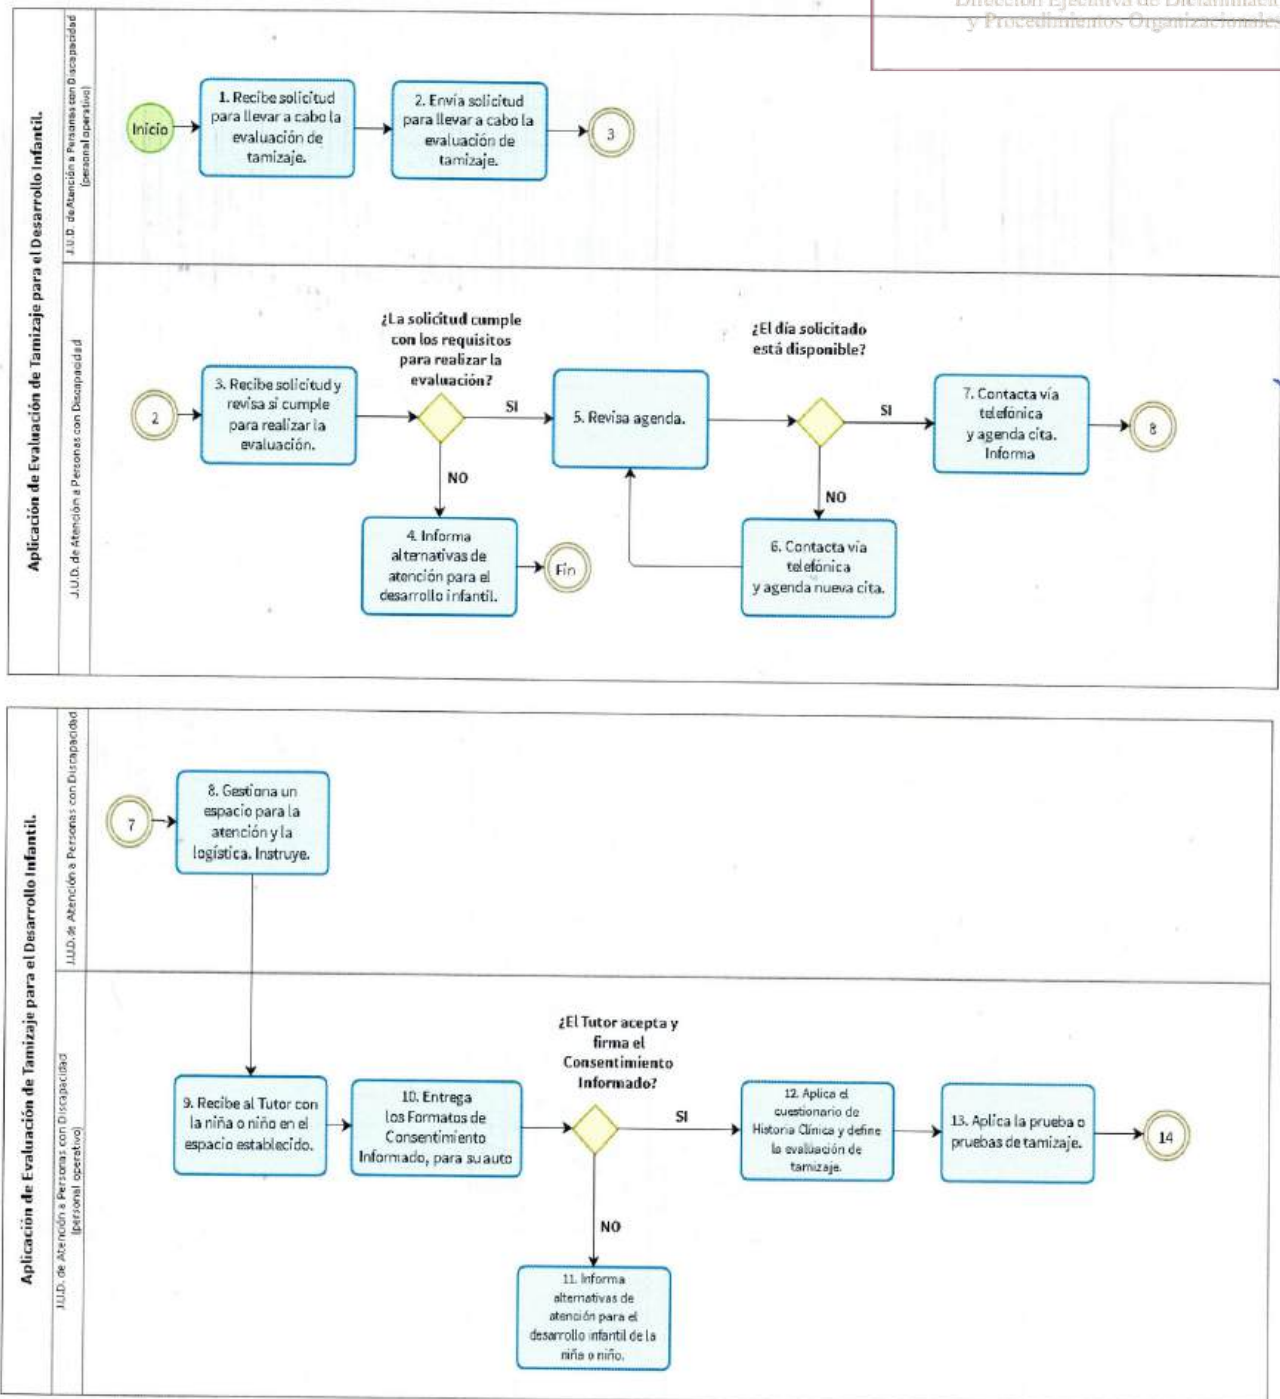 Dirección Ejecutiva de
y Procedimientos Organizacionales
Aplicación de Evaluación de Tamizaje para el Desarrollo Infantil.
J.U.D. de Atención a Personas con Discapacidad
(personal operativo)
Inicio
1. Recibe solicitud
para llevar a cabo la
evaluación de
tamizaje.
2. Envía solicitud
para llevar a cabo la
evaluación de
tamizaje.
3
J.U.D. de Atención a Personas con Discapacidad
2
3. Recibe solicitud y
revisa si cumple
para realizar la
evaluación.
¿La solicitud cumple
con los requisitos
para realizar la
evaluación?
SI
NO
4. Informa
alternativas de
atención para el
desarrollo infantil.
Fin
5. Revisa agenda.
¿El día solicitado
está disponible?
SI
NO
6. Contacta vía
telefónica
y agenda nueva cita.
7. Contacta vía
telefónica
y agenda cita.
Informa
8
Aplicación de Evaluación de Tamizaje para el Desarrollo Infantil.
J.U.D. de Atención a Personas con Discapacidad
7
8. Gestiona un
espacio para la
atención y la
logística. Instruye.
J.U.D. de Atención a Personas con Discapacidad
(personal operativo)
9. Recibe al Tutor con
la niña o niño en el
espacio establecido.
10. Entrega
los Formatos de
Consentimiento
Informado, para su auto
¿El Tutor acepta y
firma el
Consentimiento
Informado?
SI
NO
11. Informa
alternativas de
atención para el
desarrollo infantil de la
niña o niño.
12. Aplica el
cuestionario de
Historia Clínica y define
la evaluación de
tamizaje.
13. Aplica la prueba o
pruebas de tamizaje.
14